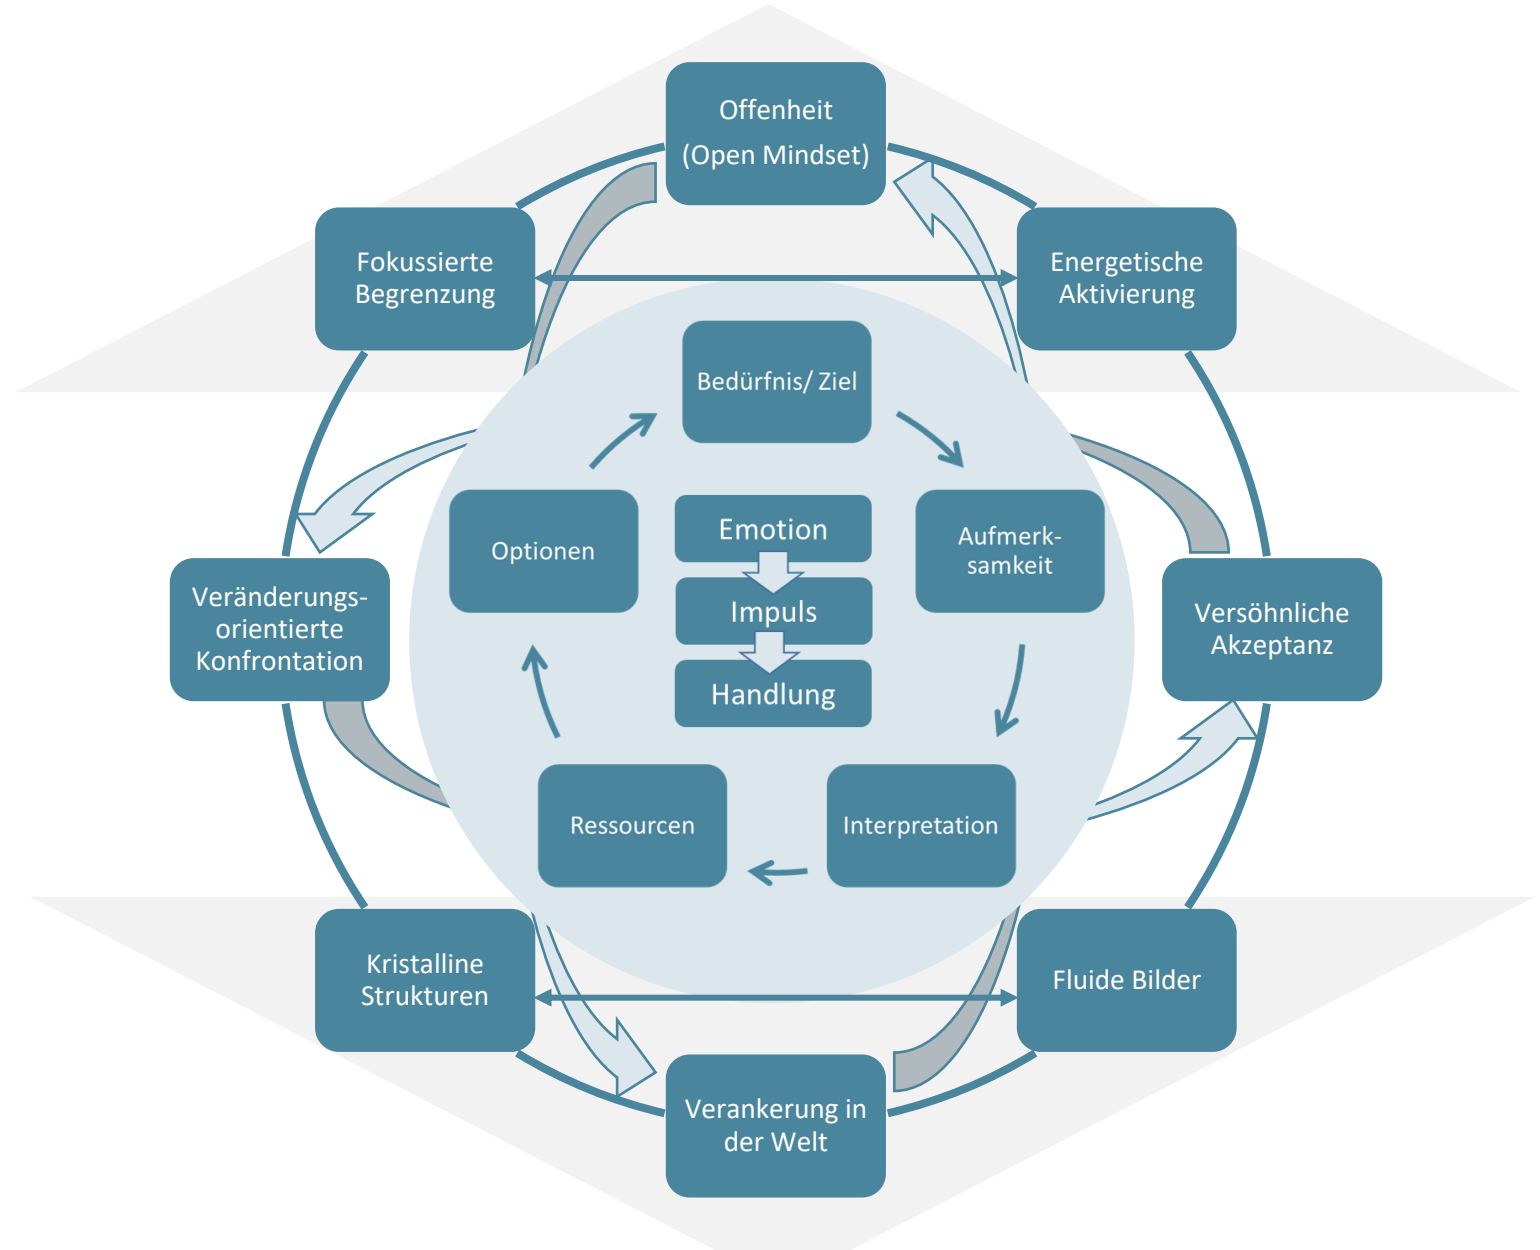 Offenheit
(Open Mindset)
Fokussierte
Begrenzung
Energetische
Aktivierung
Bedürfnis/ Ziel
Optionen
Emotion
Aufmerk-
samkeit
Impuls
Handlung
Veränderungs-
orientierte
Konfrontation
Versöhnliche
Akzeptanz
Ressourcen
Interpretation
Kristalline
Strukturen
Fluide Bilder
Verankerung in
der Welt